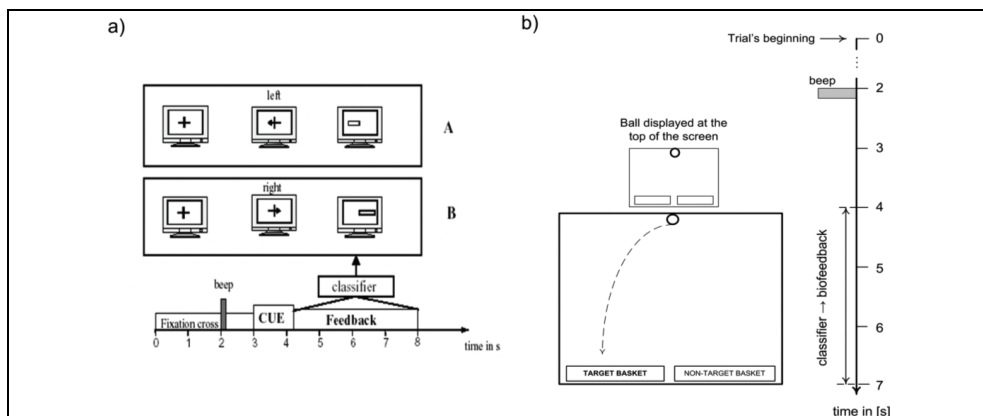 a)
left
A
right
B
classifier
beep
Fixation cross
CUE
Feedback
0 1 2 3 4 5 6 7 8
time in s
b)
Trial's beginning
0
beep
2
Ball displayed at the
top of the screen
3
4
5
6
7
classifier → biofeedback
TARGET BASKET
NON-TARGET BASKET
time in [s]